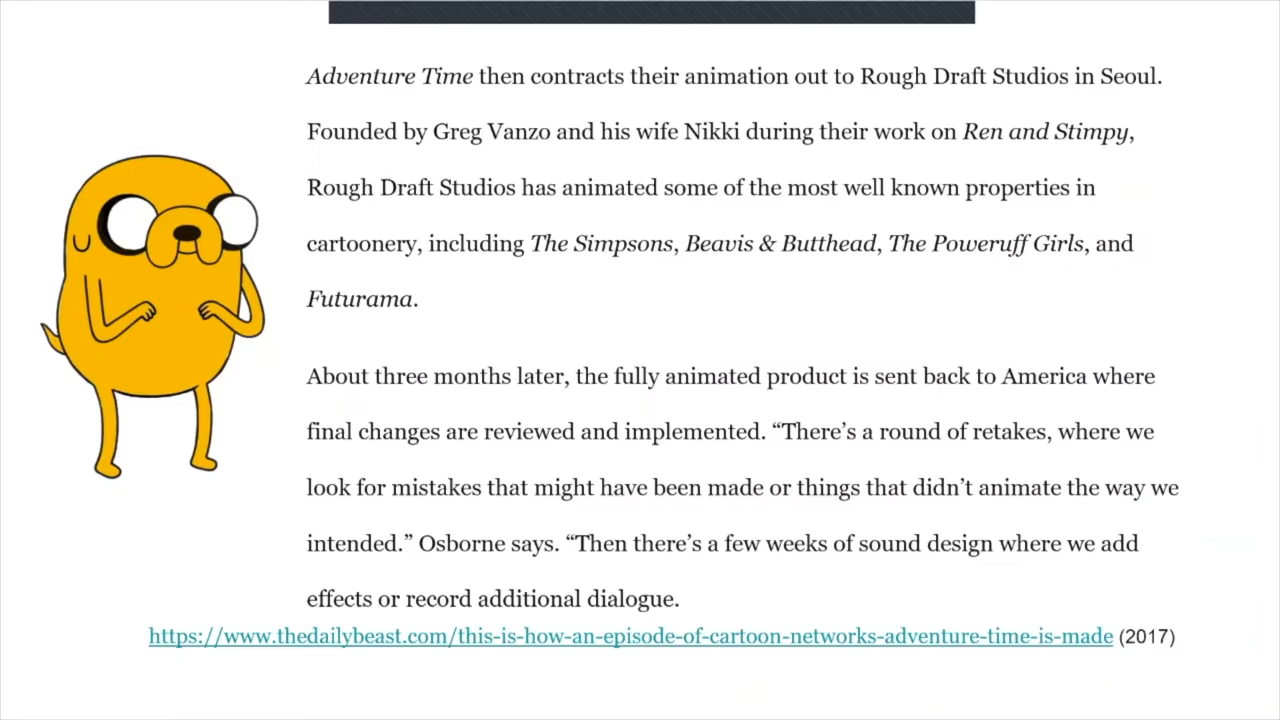 Adventure Time then contracts their animation out to Rough Draft Studios in Seoul.
Founded by Greg Vanzo and his wife Nikki during their work on Ren and Stimpy,
Rough Draft Studios has animated some of the most well known properties in
cartoonery, including The Simpsons, Beavis & Butthead, The Poweruff Girls, and
Futurama.
About three months later, the fully animated product is sent back to America where
final changes are reviewed and implemented. “There’s a round of retakes, where we
look for mistakes that might have been made or things that didn’t animate the way we
intended.” Osborne says. “Then there’s a few weeks of sound design where we add
effects or record additional dialogue.
https://www.thedailybeast.com/this-is-how-an-episode-of-cartoon-networks-adventure-time-is-made (2017)